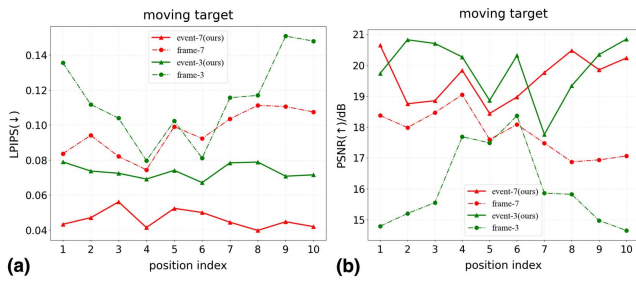 moving target
LPIPS(↓)
0.14
0.12
0.10
0.08
0.06
0.04
event-7(ours)
frame-7
event-3(ours)
frame-3
1 2 3 4 5 6 7 8 9 10
position index
(a)
moving target
PSNR(↑)/dB
21
20
19
18
17
16
15
event-7(ours)
frame-7
event-3(ours)
frame-3
1 2 3 4 5 6 7 8 9 10
position index
(b)